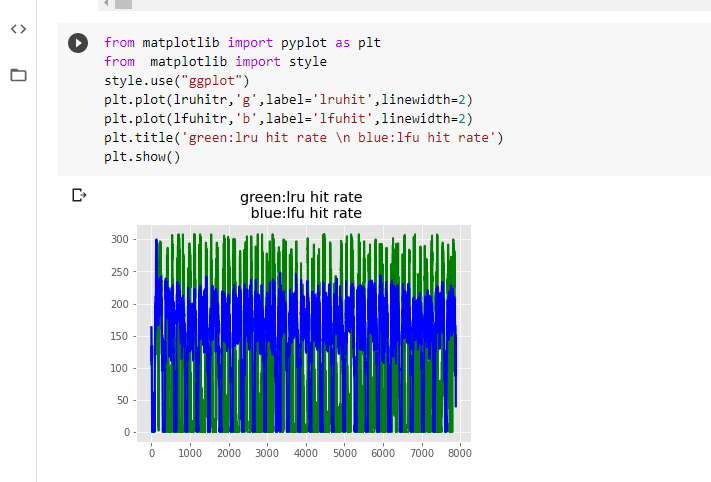 from matplotlib import pyplot as plt
from  matplotlib import style
style.use("ggplot")
plt.plot(lruhitr,'g',label='lruhit',linewidth=2)
plt.plot(lfuhitr,'b',label='lfuhit',linewidth=2)
plt.title('green:lru hit rate \n blue:lfu hit rate')
plt.show()
green:lru hit rate
blue:lfu hit rate
300
250
200
150
100
50
0
0 1000 2000 3000 4000 5000 6000 7000 8000